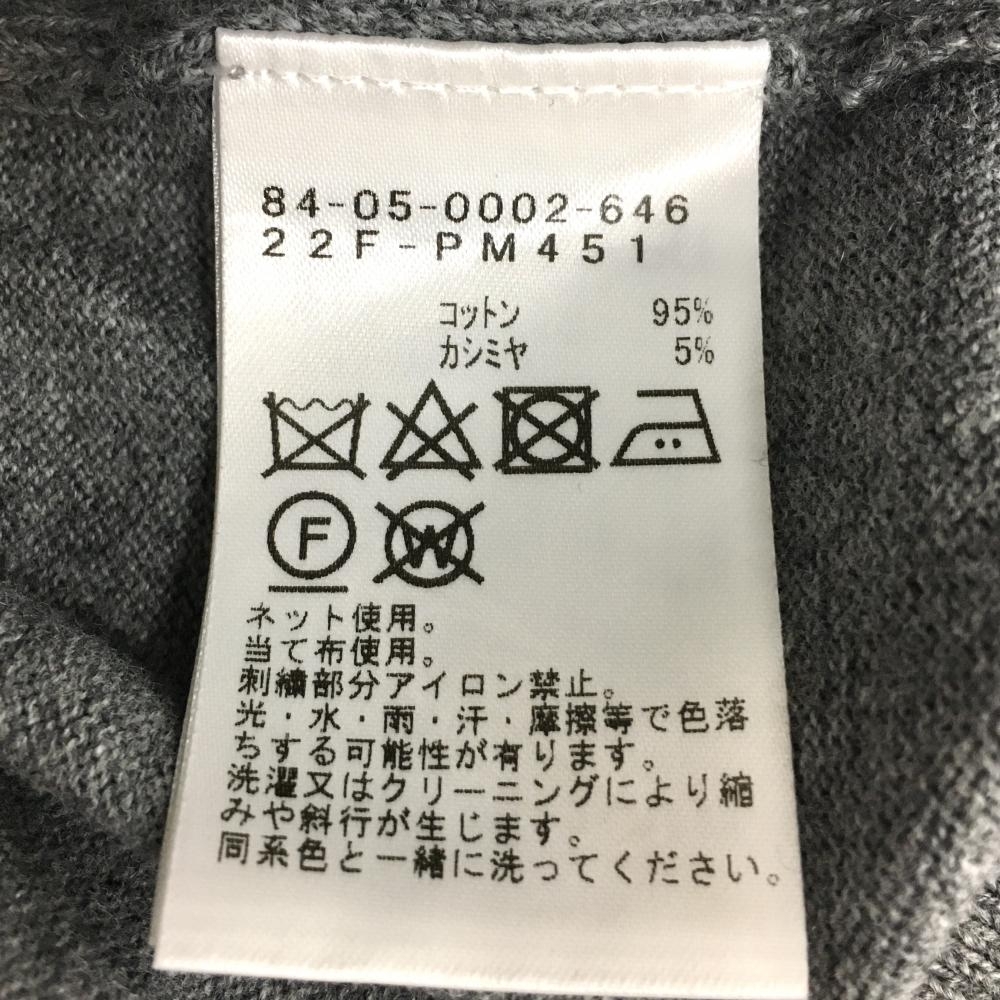 84-05-0002-646
22F-PM451
コットン 95%
カシミヤ 5%
F
W
ネット使用。
当て布使用。
刺繍部分アイロン禁止。
光・水・雨・汗・摩擦等で色落
ちする可能性が有ります。
洗濯又はクリーニングにより縮
みや斜行が生じます。
同系色と一緒に洗ってください。